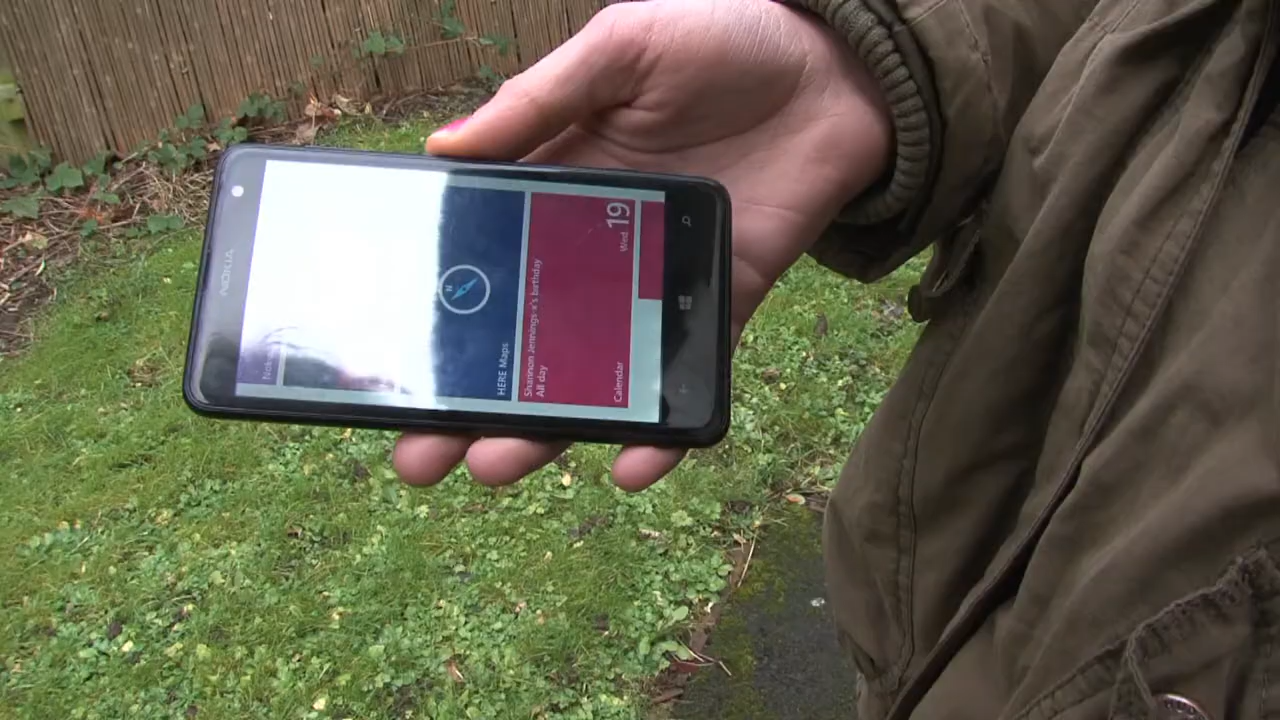 NOKIA
HERE Maps
Shannon Jennings-x's birthday
All day
Wed 19
Calendar